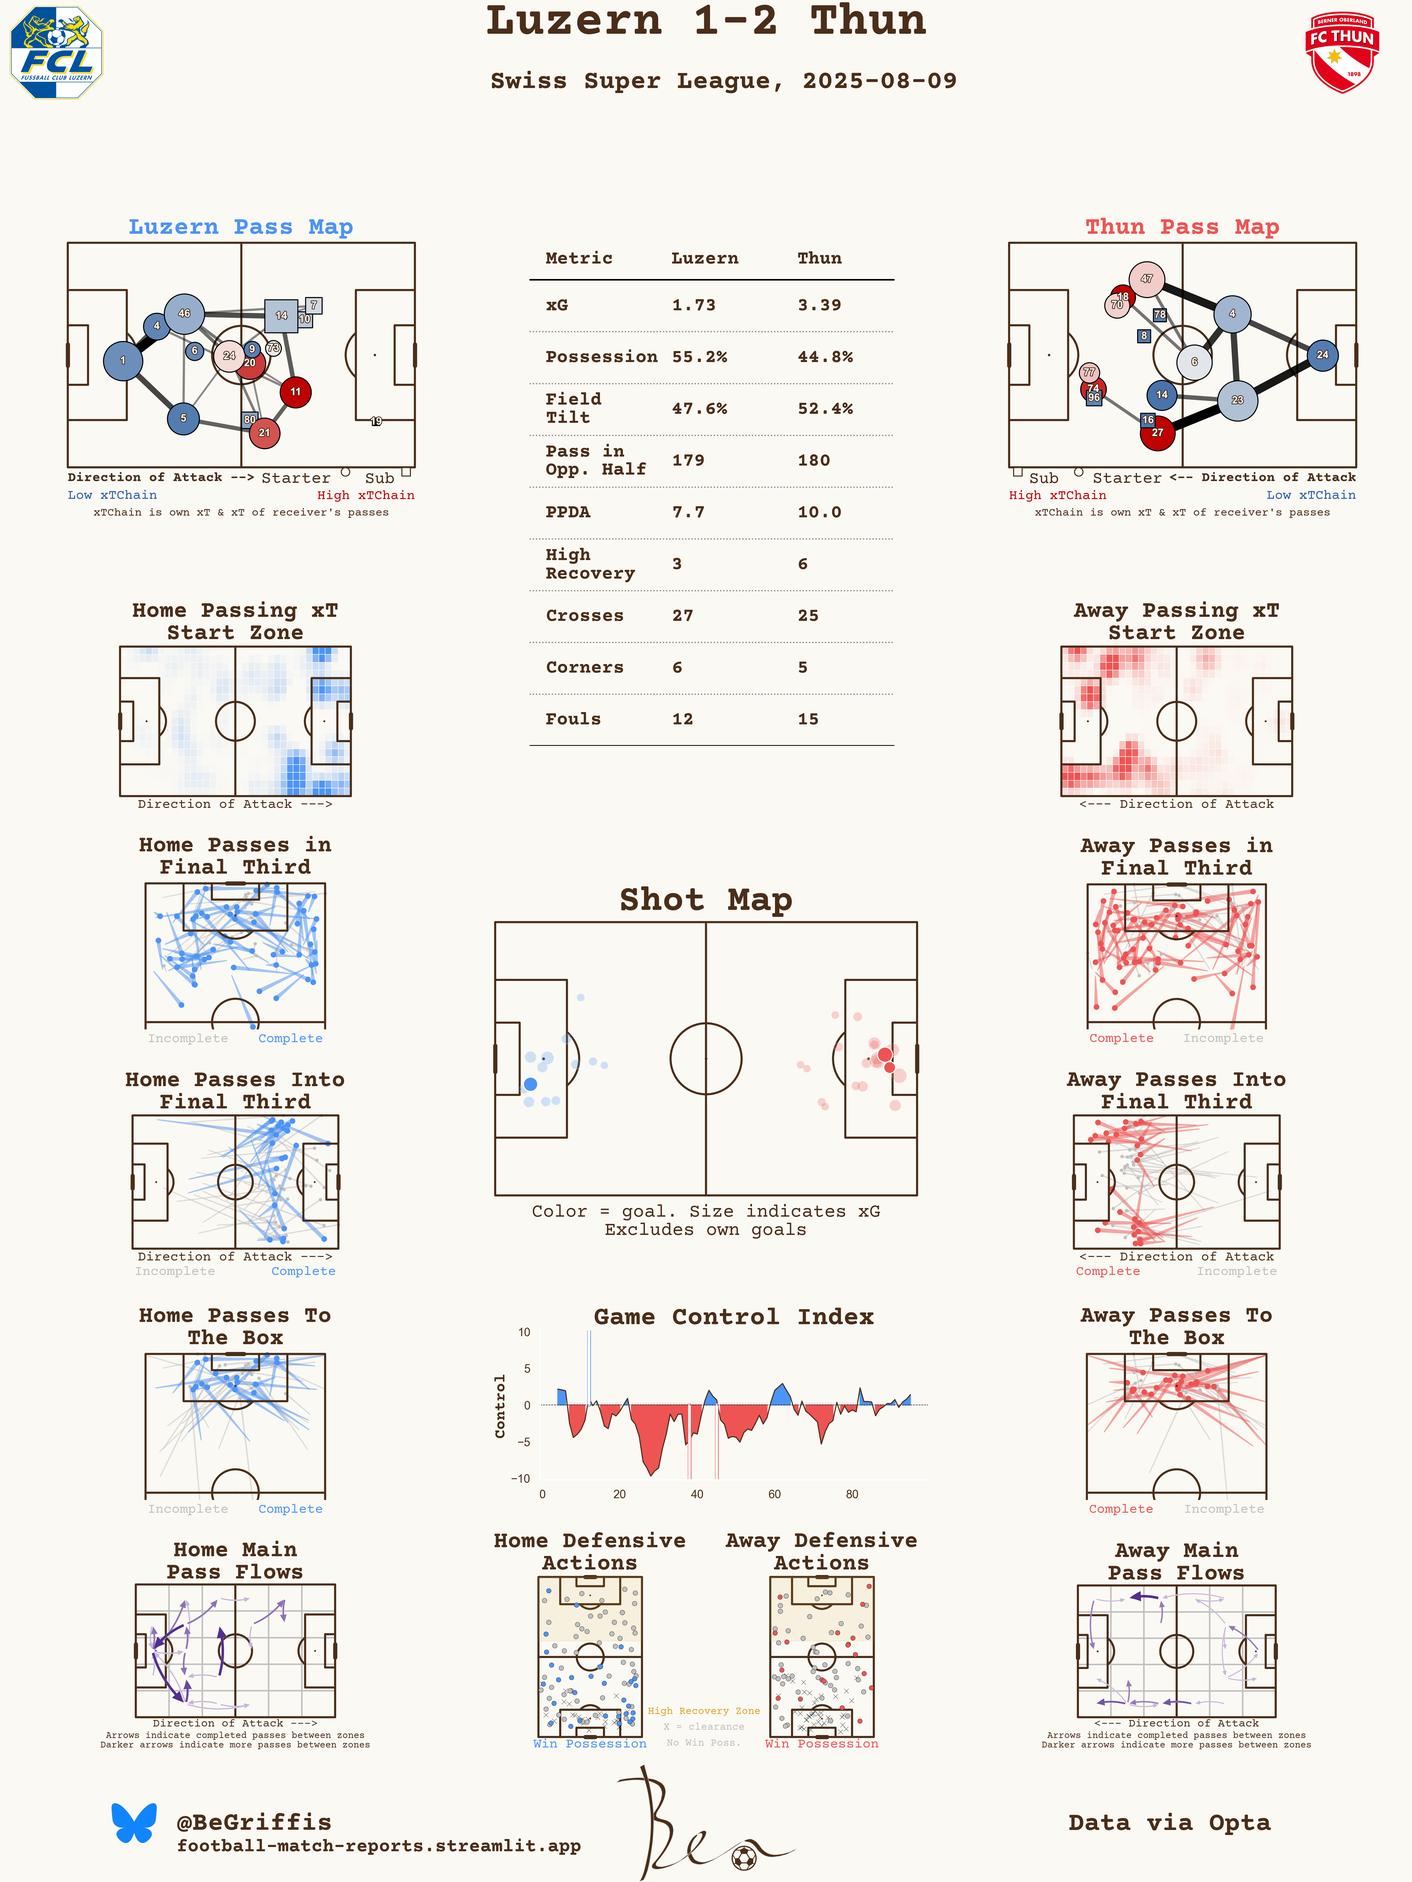 Luzern 1-2 Thun
Swiss Super League, 2025-08-09
FCL
FUSSBALL CLUB LUZERN
BERNER OBERLAND
FC THUN
1898
Luzern Pass Map
1
4
46
6
5
24
9
20
73
14
10
7
11
80
21
19
Direction of Attack --> Starter Sub
Low xTChain High xTChain
xTChain is own xT & xT of receiver's passes
Metric Luzern Thun
xG 1.73 3.39
Possession 55.2% 44.8%
Field
Tilt 47.6% 52.4%
Pass in
Opp. Half 179 180
PPDA 7.7 10.0
High
Recovery 3 6
Crosses 27 25
Corners 6 5
Fouls 12 15
Thun Pass Map
47
18
70
78
8
4
6
24
77
74
96
14
23
16
27
Sub Starter <-- Direction of Attack
High xTChain Low xTChain
xTChain is own xT & xT of receiver's passes
Home Passing xT
Start Zone
Direction of Attack --->
Away Passing xT
Start Zone
<--- Direction of Attack
Home Passes in
Final Third
Incomplete Complete
Away Passes in
Final Third
Complete Incomplete
Shot Map
Color = goal. Size indicates xG
Excludes own goals
Home Passes Into
Final Third
Direction of Attack --->
Incomplete Complete
Away Passes Into
Final Third
<--- Direction of Attack
Complete Incomplete
Home Passes To
The Box
Incomplete Complete
Game Control Index
Control
10
5
0
−5
−10
0 20 40 60 80
Away Passes To
The Box
Complete Incomplete
Home Main
Pass Flows
Direction of Attack --->
Arrows indicate completed passes between zones
Darker arrows indicate more passes between zones
Home Defensive
Actions
Win Possession
High Recovery Zone
X = clearance
No Win Poss.
Away Defensive
Actions
Win Possession
Away Main
Pass Flows
<--- Direction of Attack
Arrows indicate completed passes between zones
Darker arrows indicate more passes between zones
@BeGriffis
football-match-reports.streamlit.app
Ben
Data via Opta